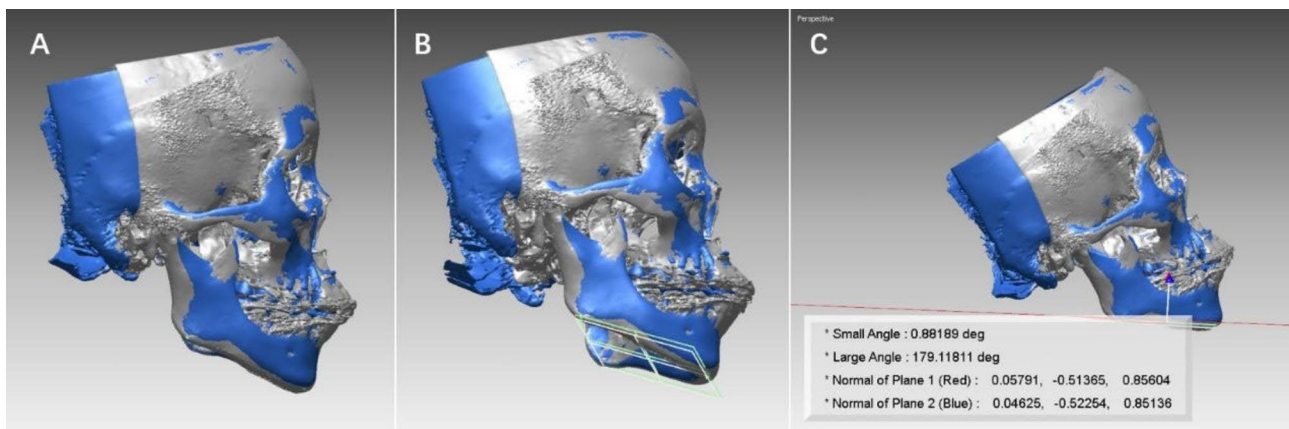 A
B
Perspective
C
* Small Angle : 0.88189 deg
* Large Angle : 179.11811 deg
* Normal of Plane 1 (Red) : 0.05791, -0.51365, 0.85604
* Normal of Plane 2 (Blue) : 0.04625, -0.52254, 0.85136